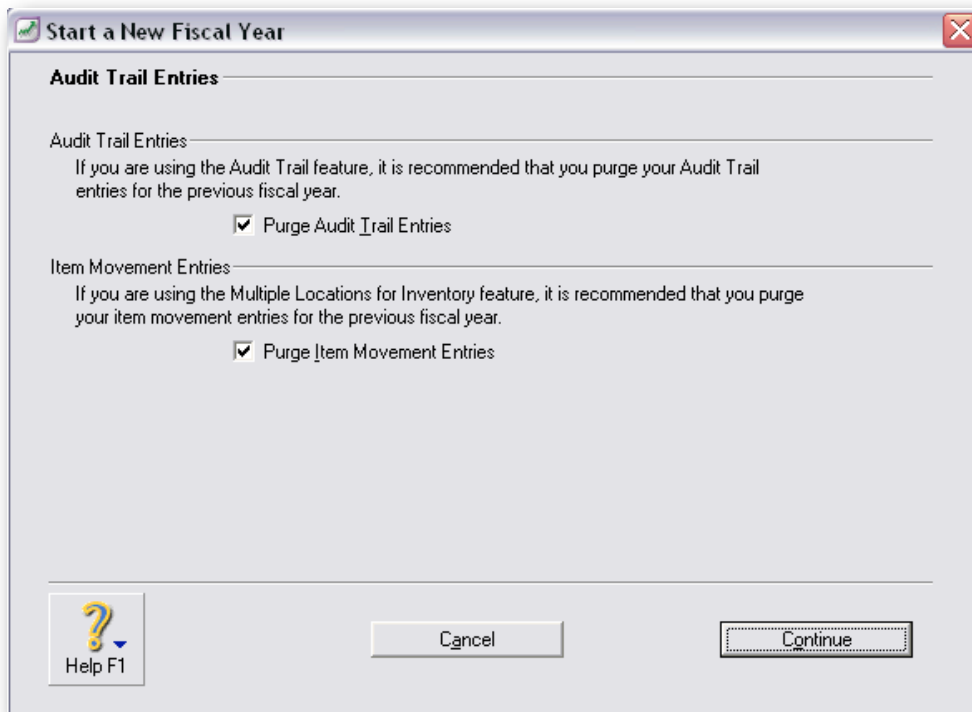 Start a New Fiscal Year
Audit Trail Entries
Audit Trail Entries
If you are using the Audit Trail feature, it is recommended that you purge your Audit Trail
entries for the previous fiscal year.
Purge Audit Trail Entries
Item Movement Entries
If you are using the Multiple Locations for Inventory feature, it is recommended that you purge
your item movement entries for the previous fiscal year.
Purge Item Movement Entries
Help F1
Cancel
Continue